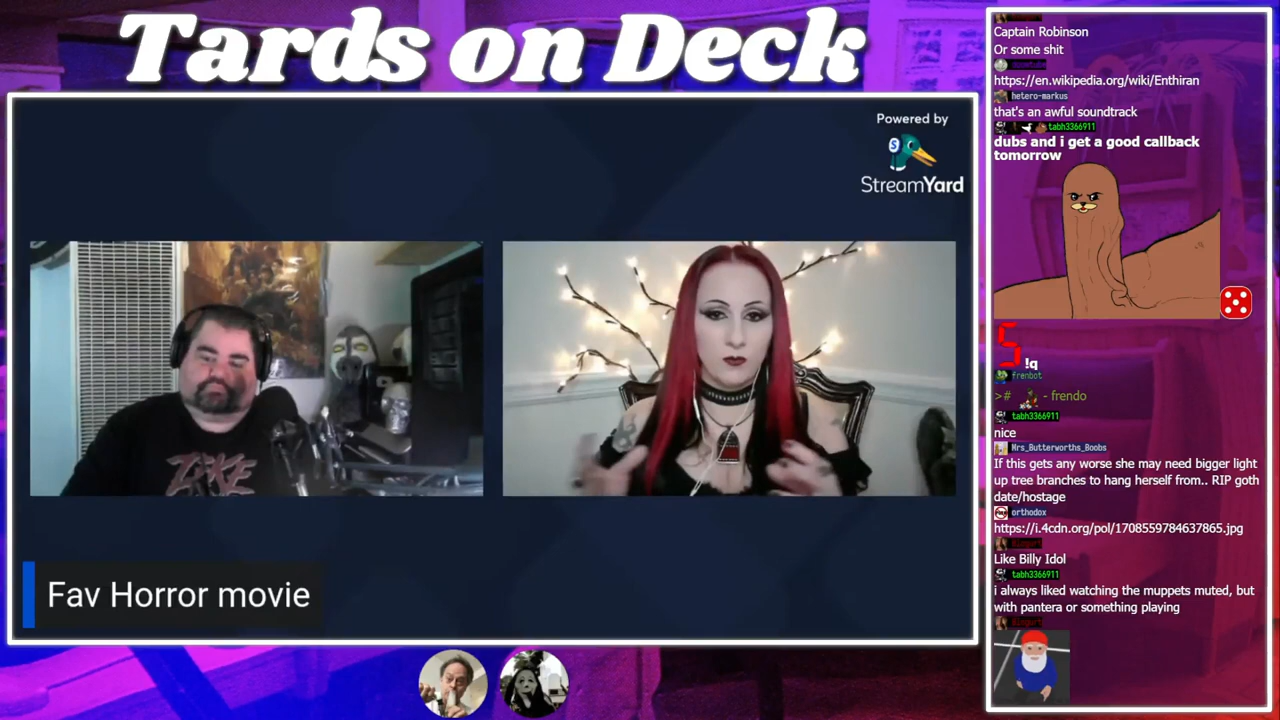 Tards on Deck
Powered by
S
StreamYard
TAKE
Fav Horror movie
Captain Robinson
Or some shit
https://en.wikipedia.org/wiki/Enthiran
hetero-markus
that's an awful soundtrack
tabh3366911
dubs and i get a good callback
tomorrow
5
!q
frenbot
># - frendo
tabh3366911
nice
Mrs_Butterworths_Boobs
If this gets any worse she may need bigger light
up tree branches to hang herself from.. RIP goth
date/hostage
orthodox
https://i.4cdn.org/pol/1708559784637865.jpg
Like Billy Idol
tabh3366911
i always liked watching the muppets muted, but
with pantera or something playing